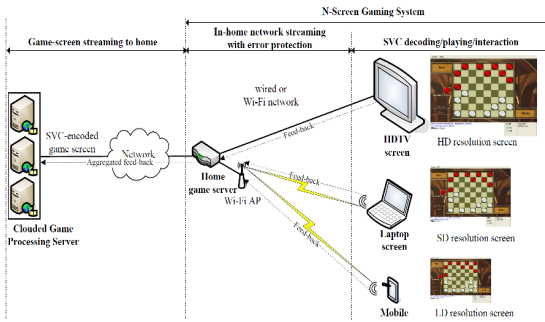 N-Screen Gaming System
Game-screen streaming to home
In-home network streaming
with error protection
SVC decoding/playing/interaction
wired or
Wi-Fi network
Feed-back
HDTV
screen
HD resolution screen
SVC-encoded
game screen
Network
Aggregated feed-back
Home
game server
Wi-Fi AP
Feed-back
Feed-back
Laptop
screen
SD resolution screen
Clouded Game
Processing Server
Mobile
LD resolution screen